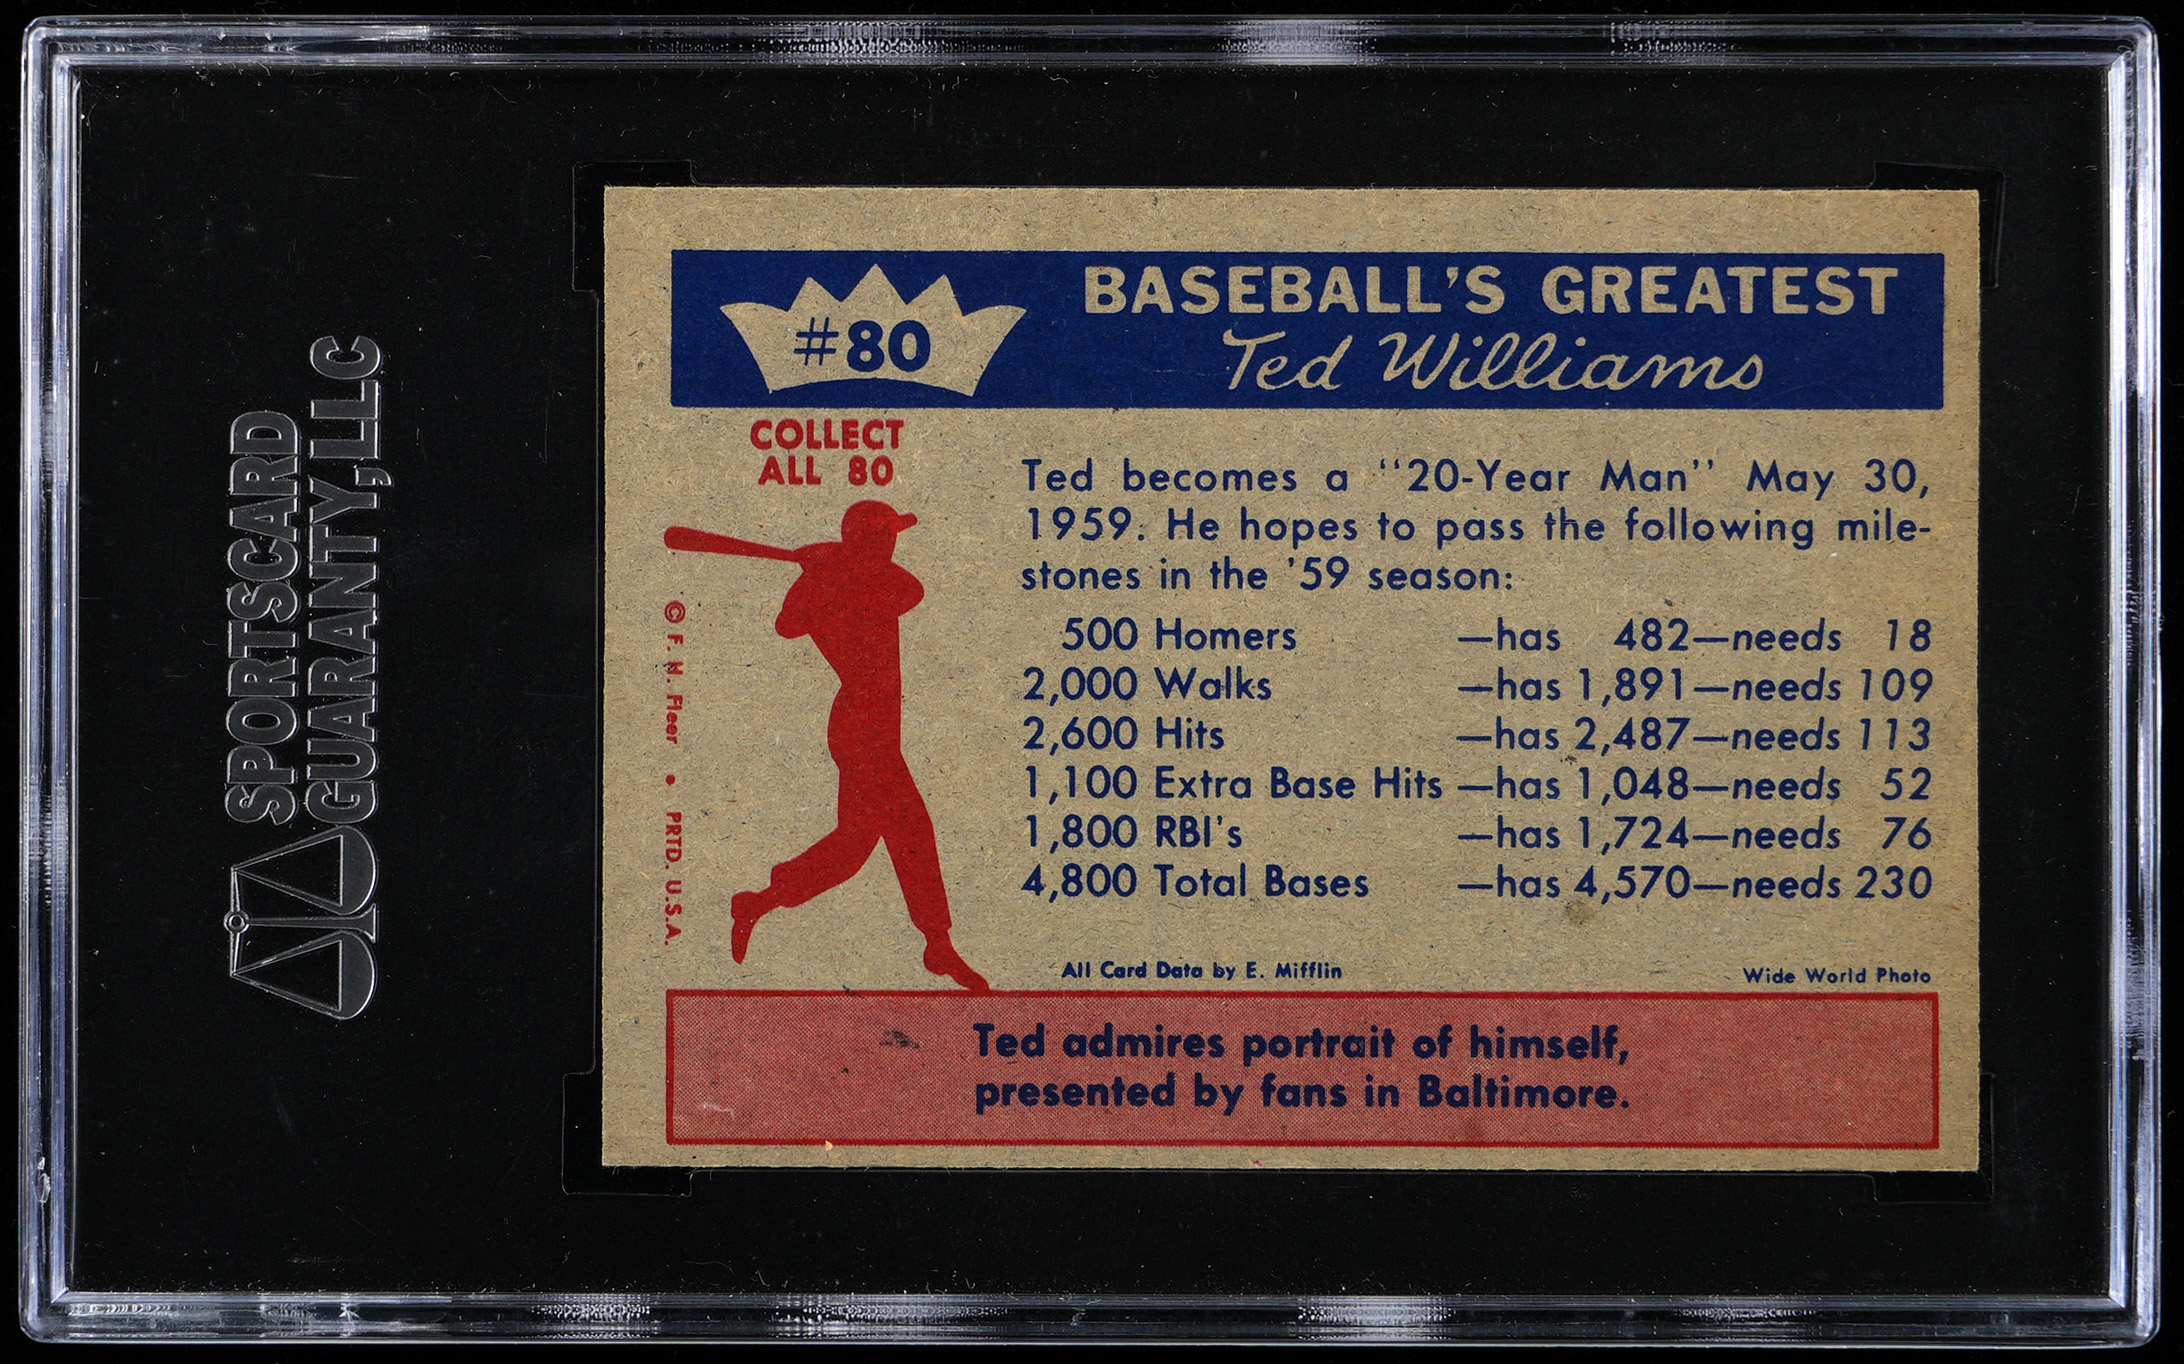 SPORTSCARD
GUARANTY,LLC
#80
BASEBALL'S GREATEST
Ted Williams
COLLECT
ALL 80
© F. H. Fleer • PRTD. U.S.A.
Ted becomes a "20-Year Man" May 30,
1959. He hopes to pass the following mile-
stones in the '59 season:
500 Homers —has 482—needs 18
2,000 Walks —has 1,891—needs 109
2,600 Hits —has 2,487—needs 113
1,100 Extra Base Hits —has 1,048—needs 52
1,800 RBI's —has 1,724—needs 76
4,800 Total Bases —has 4,570—needs 230
All Card Data by E. Mifflin
Wide World Photo
Ted admires portrait of himself,
presented by fans in Baltimore.